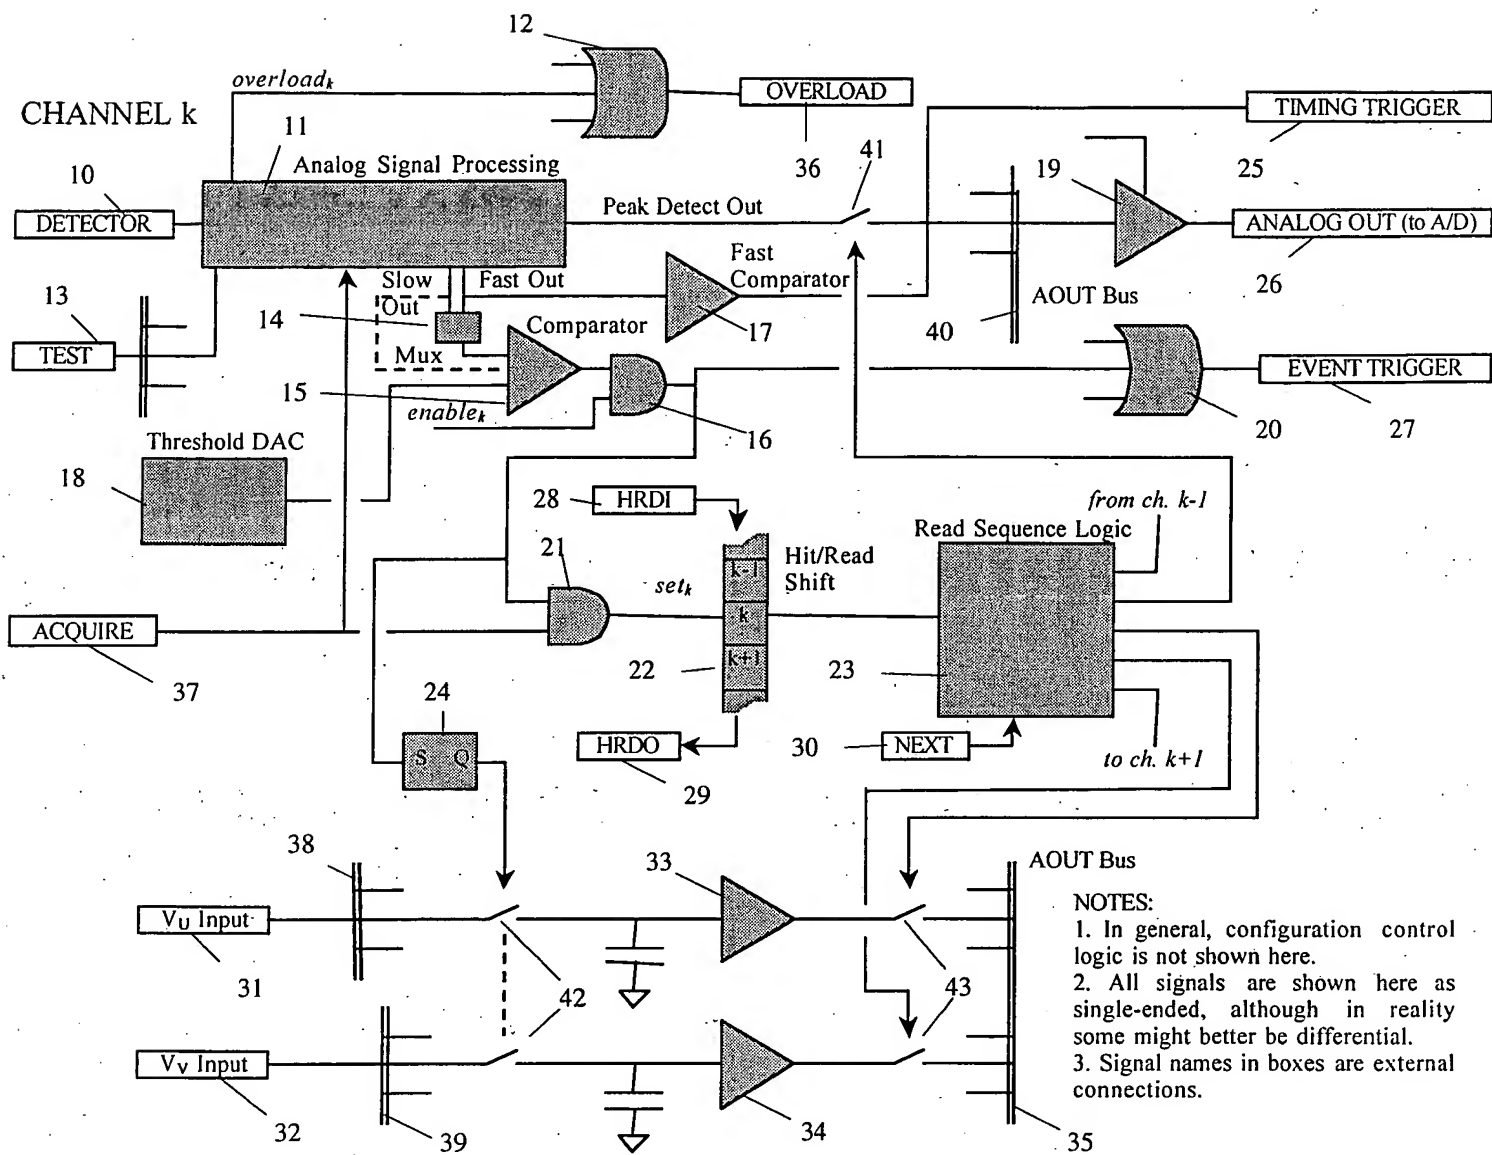 12
overloadk
OVERLOAD
CHANNEL k
TIMING TRIGGER
11
Analog Signal Processing
36
41
25
10
19
DETECTOR
Peak Detect Out
ANALOG OUT (to A/D)
Slow
Out
Fast Out
Fast
Comparator
26
13
14
17
AOUT Bus
40
TEST
Mux
Comparator
EVENT TRIGGER
15
enablek
16
20
27
Threshold DAC
18
28
HRDI
from ch. k-1
Read Sequence Logic
21
k-1
Hit/Read
Shift
setk
k
ACQUIRE
k+1
22
23
37
24
S Q
HRDO
30
NEXT
to ch. k+1
29
38
33
AOUT Bus
VU Input
31
42
43
VV Input
32
39
34
35
NOTES:
1. In general, configuration control
logic is not shown here.
2. All signals are shown here as
single-ended, although in reality
some might better be differential.
3. Signal names in boxes are external
connections.